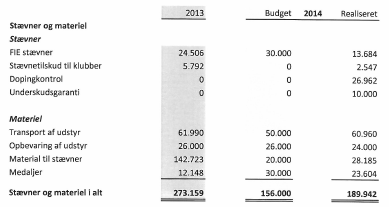 2013 Budget 2014 Realiseret
Stævner og materiel
Stævner
FIE stævner 24.506 30.000 13.684
Stævnetilskud til klubber 5.792 0 2.547
Dopingkontrol 0 0 26.962
Underskudsgaranti 0 0 10.000
Materiel
Transport af udstyr 61.990 50.000 60.960
Opbevaring af udstyr 26.000 26.000 24.000
Material til stævner 142.723 20.000 28.185
Medaljer 12.148 30.000 23.604
Stævner og materiel i alt 273.159 156.000 189.942